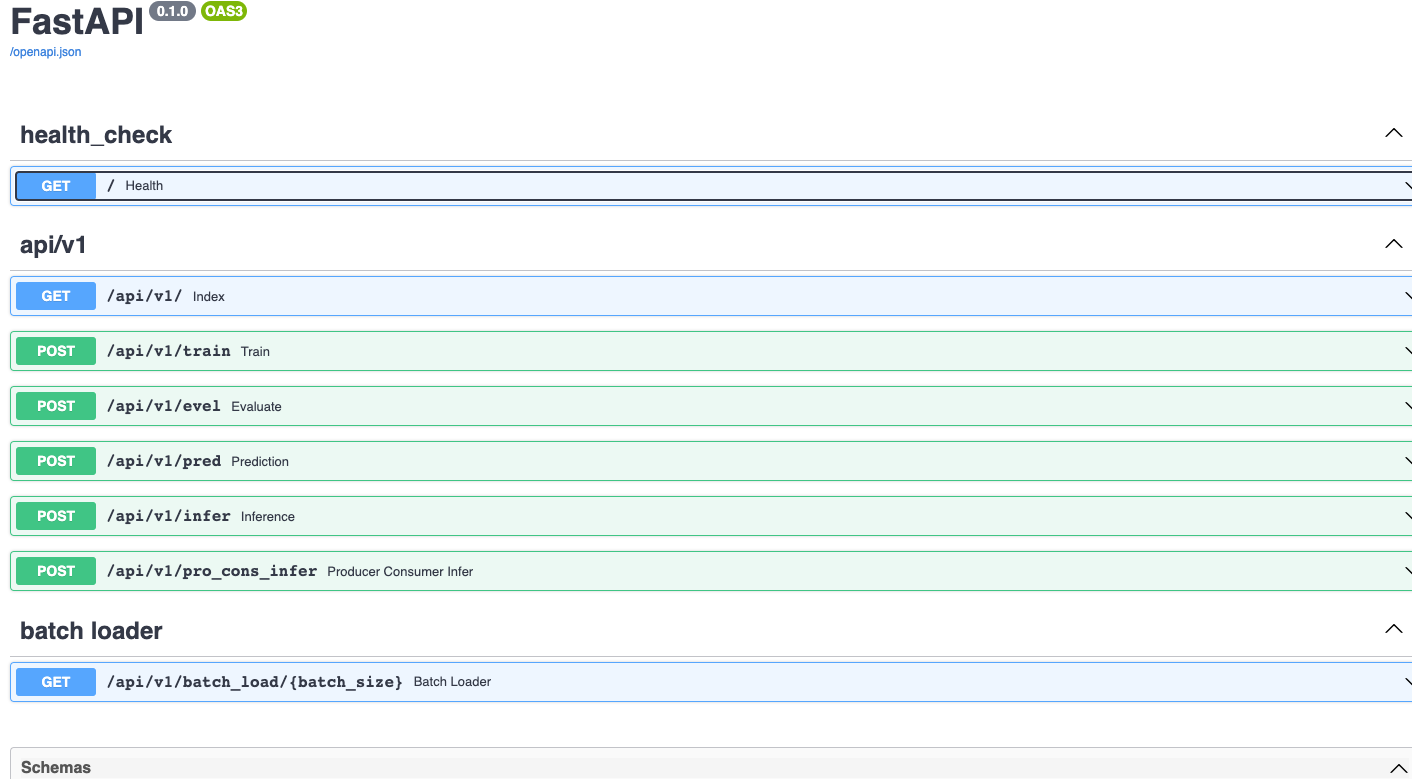 FastAPI 0.1.0 OAS3
/openapi.json
health_check
GET / Health
api/v1
GET /api/v1/ Index
POST /api/v1/train Train
POST /api/v1/evel Evaluate
POST /api/v1/pred Prediction
POST /api/v1/infer Inference
POST /api/v1/pro_cons_infer Producer Consumer Infer
batch loader
GET /api/v1/batch_load/{batch_size} Batch Loader
Schemas